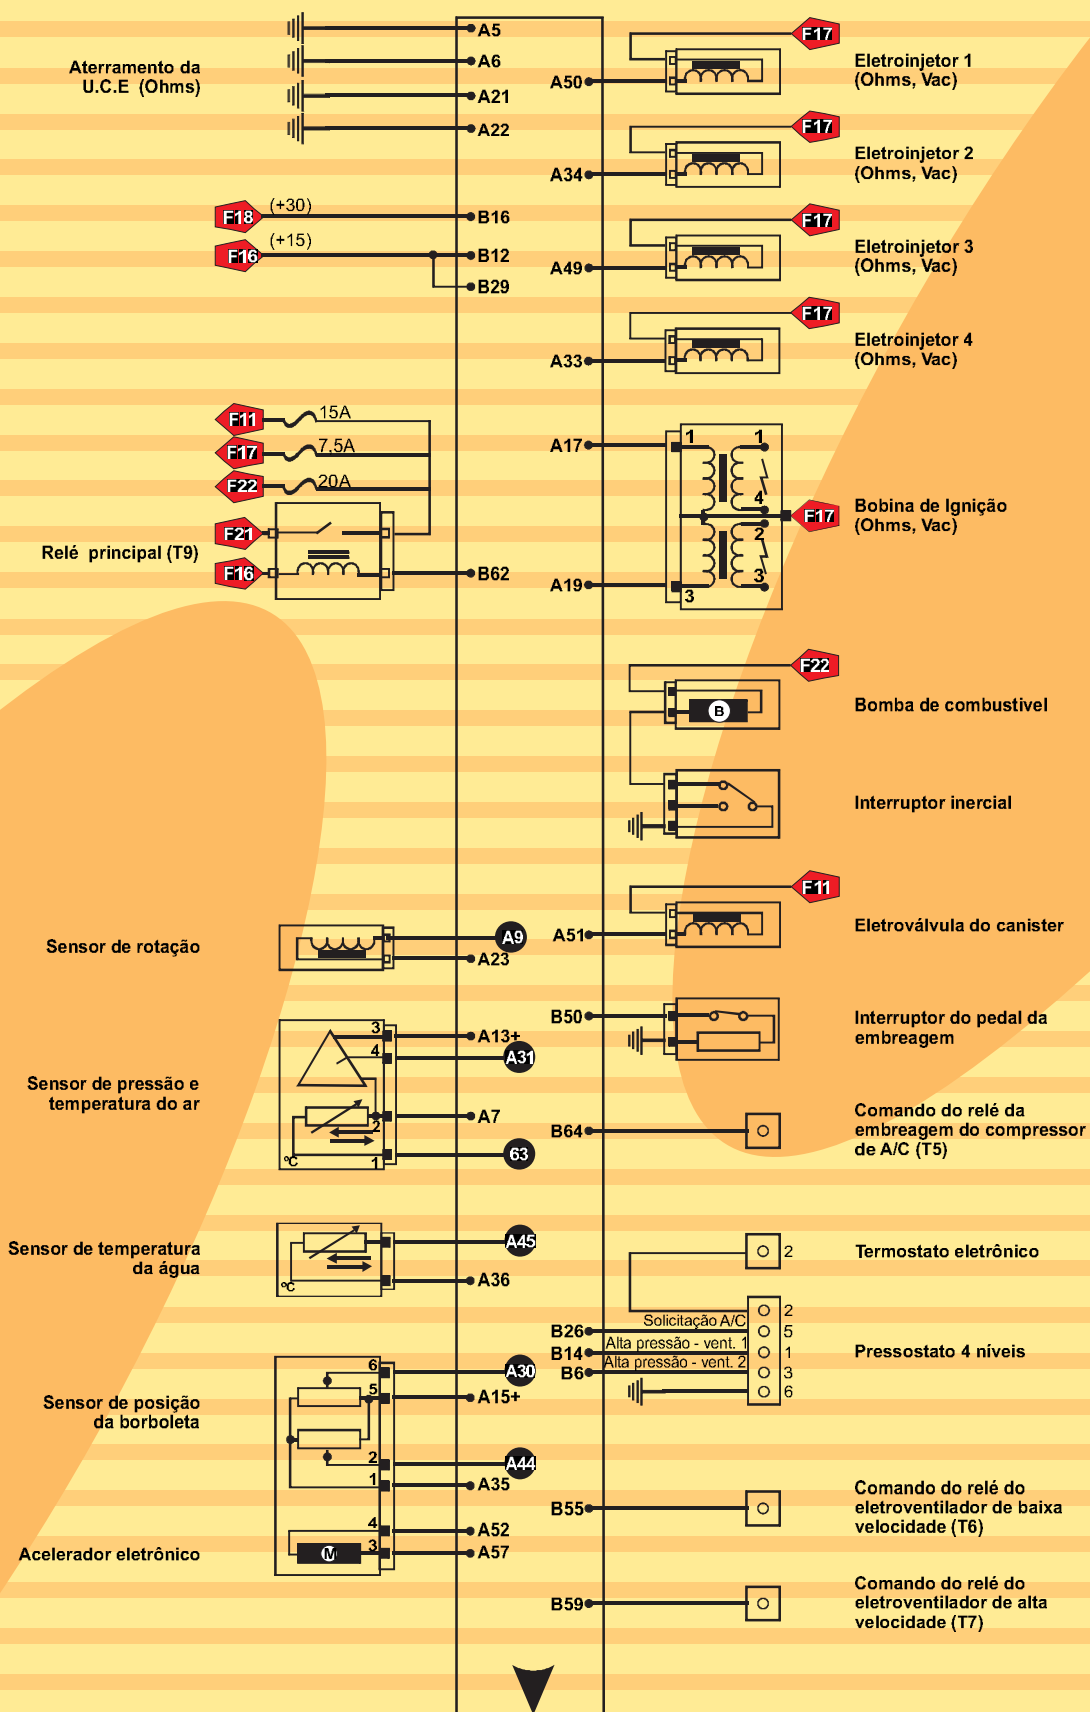 A5
Aterramento da
U.C.E (Ohms)
A6
A21
A22
F18
(+30)
B16
F16
(+15)
B12
B29
F11
15A
F17
7,5A
F22
20A
F21
Relé principal (T9)
F16
B62
Sensor de rotação
A9
A23
Sensor de pressão e
temperatura do ar
3
A13+
4
A31
2
A7
ºC
1
63
Sensor de temperatura
da água
A45
ºC
A36
Sensor de posição
da borboleta
6
A30
5
A15+
2
A44
1
A35
Acelerador eletrônico
4
A52
M
3
A57
F17
A50
Eletroinjetor 1
(Ohms, Vac)
F17
A34
Eletroinjetor 2
(Ohms, Vac)
F17
A49
Eletroinjetor 3
(Ohms, Vac)
F17
A33
Eletroinjetor 4
(Ohms, Vac)
A17
1
1
4
F17
Bobina de Ignição
(Ohms, Vac)
2
A19
3
3
F22
B
Bomba de combustivel
Interruptor inercial
F11
A51
Eletroválvula do canister
B50
Interruptor do pedal da
embreagem
B64
Comando do relé da
embreagem do compressor
de A/C (T5)
2
Termostato eletrônico
2
Solicitação A/C
B26
5
Alta pressão - vent. 1
B14
1
Pressostato 4 níveis
Alta pressão - vent. 2
B6
3
6
B55
Comando do relé do
eletroventilador de baixa
velocidade (T6)
B59
Comando do relé do
eletroventilador de alta
velocidade (T7)